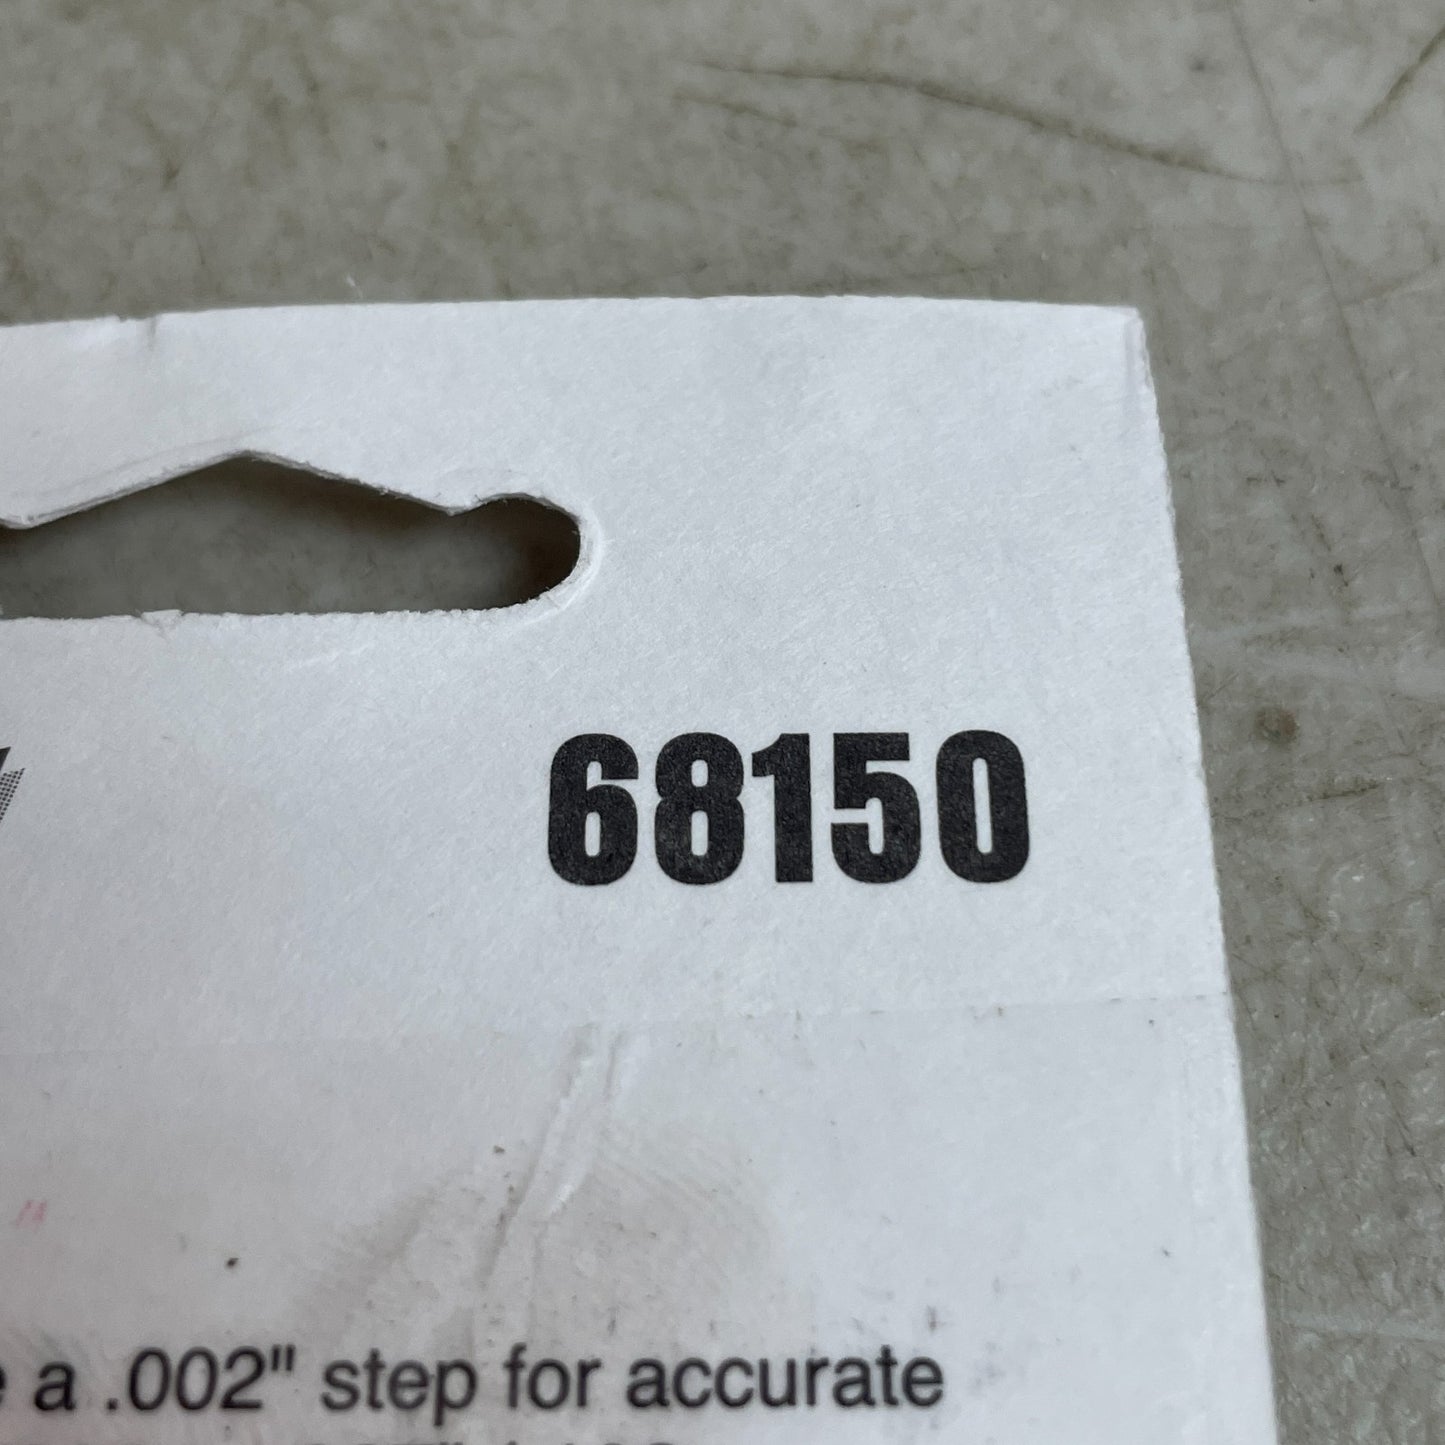 68150
a .002" step for accurate